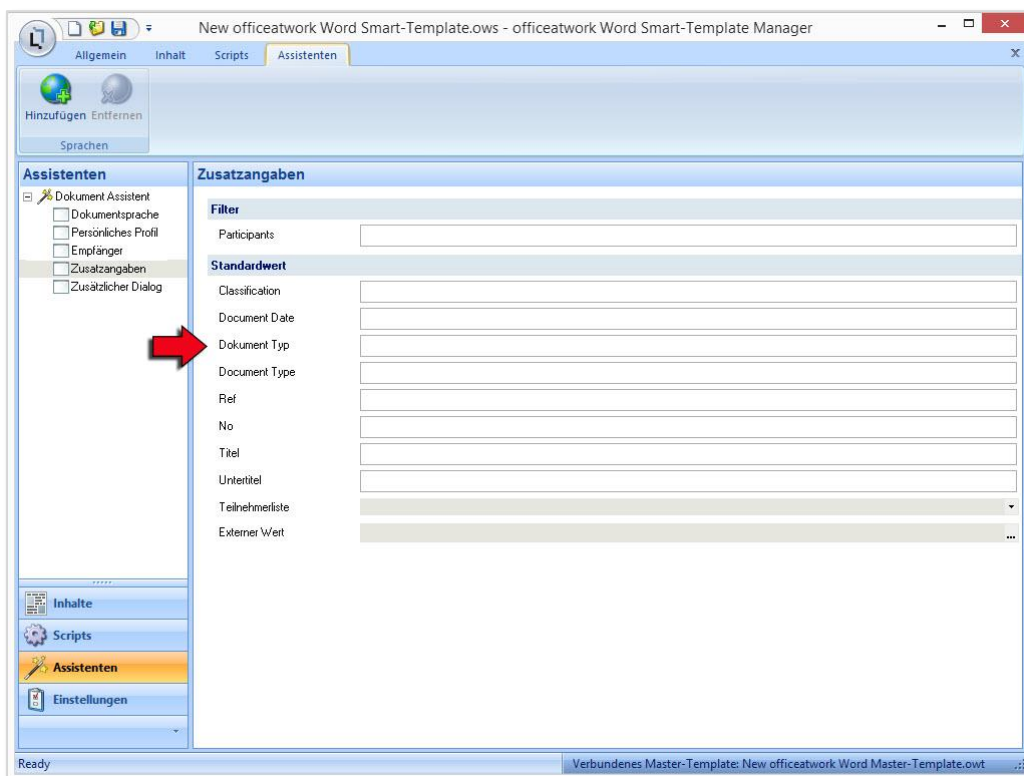 New officeatwork Word Smart-Template.ows - officeatwork Word Smart-Template Manager
Allgemein Inhalt Scripts Assistenten
Hinzufügen Entfernen
Sprachen
Assistenten
Dokument Assistent
Dokumentsprache
Persönliches Profil
Empfänger
Zusatzangaben
Zusätzlicher Dialog
Inhalte
Scripts
Assistenten
Einstellungen
Zusatzangaben
Filter
Participants
Standardwert
Classification
Document Date
Dokument Typ
Document Type
Ref
No
Titel
Untertitel
Teilnehmerliste
Externer Wert
...
Ready Verbundenes Master-Template: New officeatwork Word Master-Template.owt